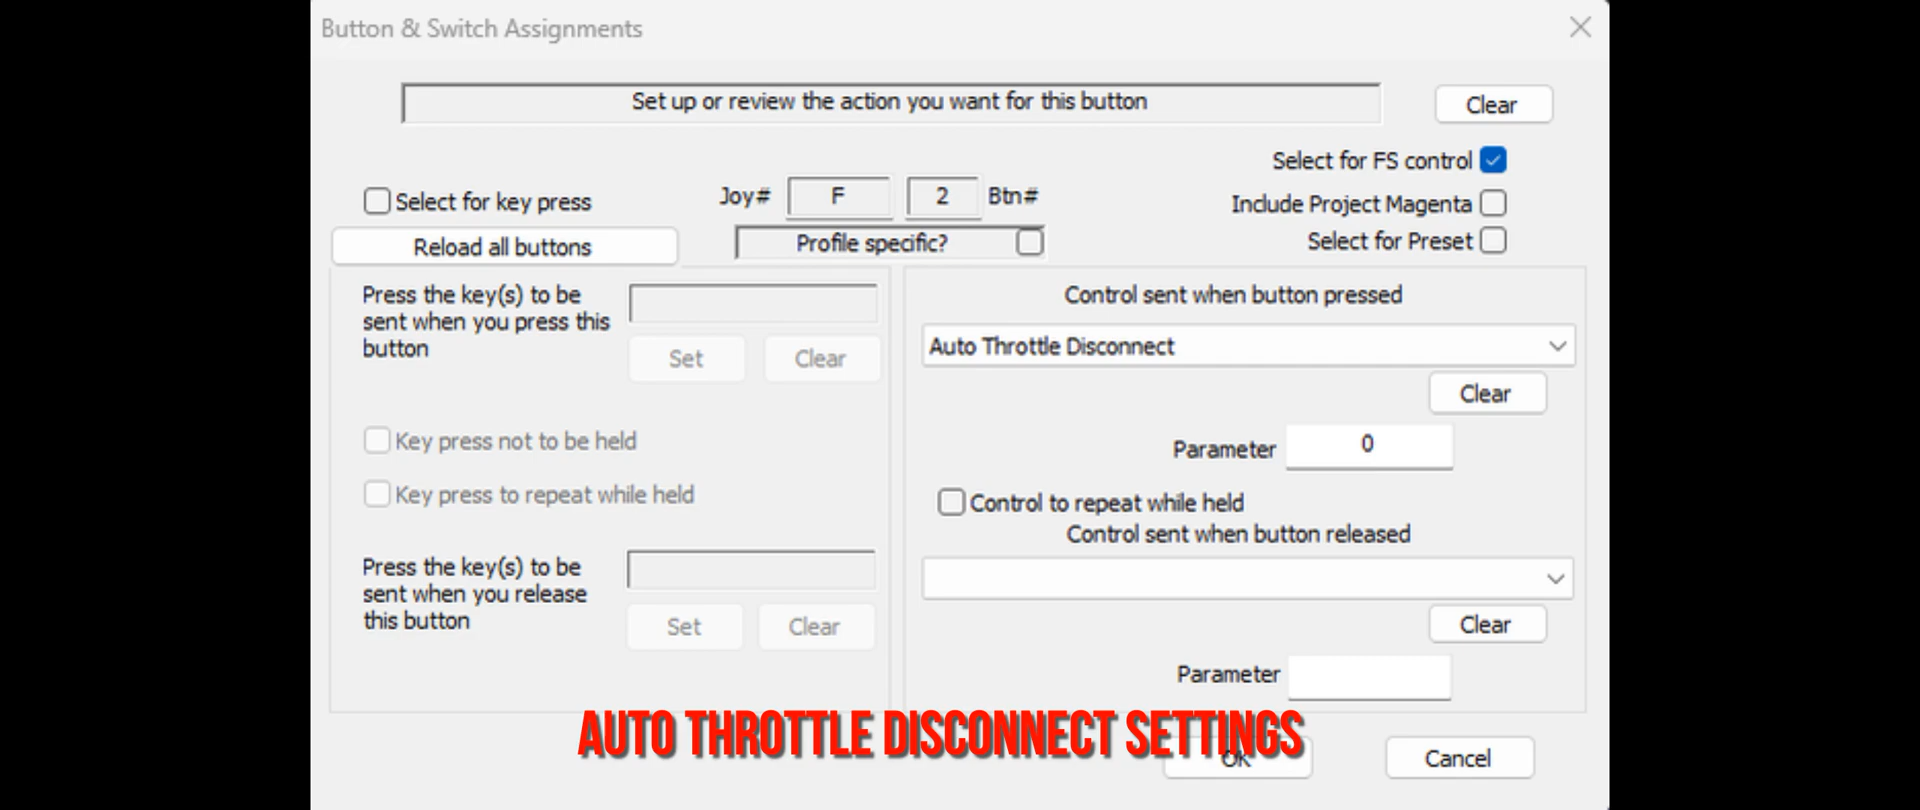 Button & Switch Assignments
Set up or review the action you want for this button
Clear
Select for FS control
Select for key press
Joy#
F
2
Btn#
Include Project Magenta
Reload all buttons
Profile specific?
Select for Preset
Press the key(s) to be
sent when you press this
button
Set
Clear
Key press not to be held
Key press to repeat while held
Press the key(s) to be
sent when you release
this button
Set
Clear
Control sent when button pressed
Auto Throttle Disconnect
Clear
Parameter
0
Control to repeat while held
Control sent when button released
Clear
Parameter
AUTO THROTTLE DISCONNECT SETTINGS
OK
Cancel